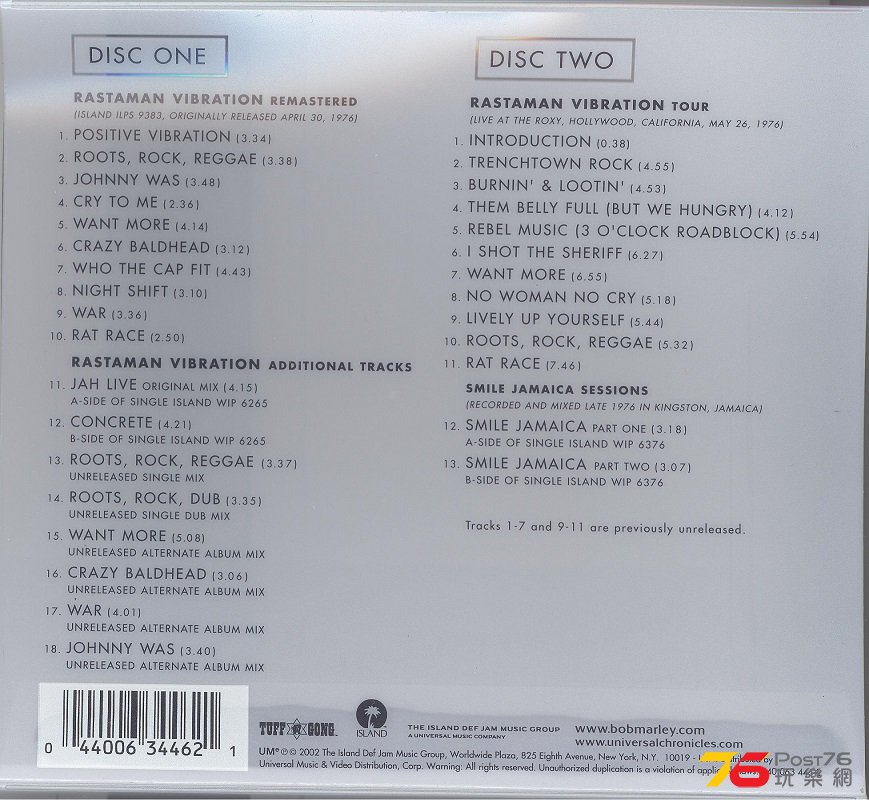 DISC ONE
RASTAMAN VIBRATION REMASTERED
(ISLAND ILPS 9383, ORIGINALLY RELEASED APRIL 30, 1976)
1. POSITIVE VIBRATION (3.34)
2. ROOTS, ROCK, REGGAE (3.38)
3. JOHNNY WAS (3.48)
4. CRY TO ME (2.36)
5. WANT MORE (4.14)
6. CRAZY BALDHEAD (3.12)
7. WHO THE CAP FIT (4.43)
8. NIGHT SHIFT (3.10)
9. WAR (3.36)
10. RAT RACE (2.50)
RASTAMAN VIBRATION ADDITIONAL TRACKS
11. JAH LIVE ORIGINAL MIX (4.15)
A-SIDE OF SINGLE ISLAND WIP 6265
12. CONCRETE (4.21)
B-SIDE OF SINGLE ISLAND WIP 6265
13. ROOTS, ROCK, REGGAE (3.37)
UNRELEASED SINGLE MIX
14. ROOTS, ROCK, DUB (3.35)
UNRELEASED SINGLE DUB MIX
15. WANT MORE (5.08)
UNRELEASED ALTERNATE ALBUM MIX
16. CRAZY BALDHEAD (3.06)
UNRELEASED ALTERNATE ALBUM MIX
17. WAR (4.01)
UNRELEASED ALTERNATE ALBUM MIX
18. JOHNNY WAS (3.40)
UNRELEASED ALTERNATE ALBUM MIX
DISC TWO
RASTAMAN VIBRATION TOUR
(LIVE AT THE ROXY, HOLLYWOOD, CALIFORNIA, MAY 26, 1976)
1. INTRODUCTION (0.38)
2. TRENCHTOWN ROCK (4.55)
3. BURNIN' & LOOTIN' (4.53)
4. THEM BELLY FULL (BUT WE HUNGRY) (4.12)
5. REBEL MUSIC (3 O'CLOCK ROADBLOCK) (5.54)
6. I SHOT THE SHERIFF (6.27)
7. WANT MORE (6.55)
8. NO WOMAN NO CRY (5.18)
9. LIVELY UP YOURSELF (5.44)
10. ROOTS, ROCK, REGGAE (5.32)
11. RAT RACE (7.46)
SMILE JAMAICA SESSIONS
(RECORDED AND MIXED LATE 1976 IN KINGSTON, JAMAICA)
12. SMILE JAMAICA PART ONE (3.18)
A-SIDE OF SINGLE ISLAND WIP 6376
13. SMILE JAMAICA PART TWO (3.07)
B-SIDE OF SINGLE ISLAND WIP 6376
Tracks 1-7 and 9-11 are previously unreleased.
0 44006 34462 1
TUFF GONG
ISLAND
THE ISLAND DEF JAM MUSIC GROUP
A UNIVERSAL MUSIC COMPANY
www.bobmarley.com
www.universalchronicles.com
UM® ℗© 2002 The Island Def Jam Music Group, Worldwide Plaza, 825 Eighth Avenue, New York, N.Y. 10019 - distributed by
Universal Music & Video Distribution, Corp. Warning: All rights reserved. Unauthorized duplication is a violation of
76 Post76
玩樂網